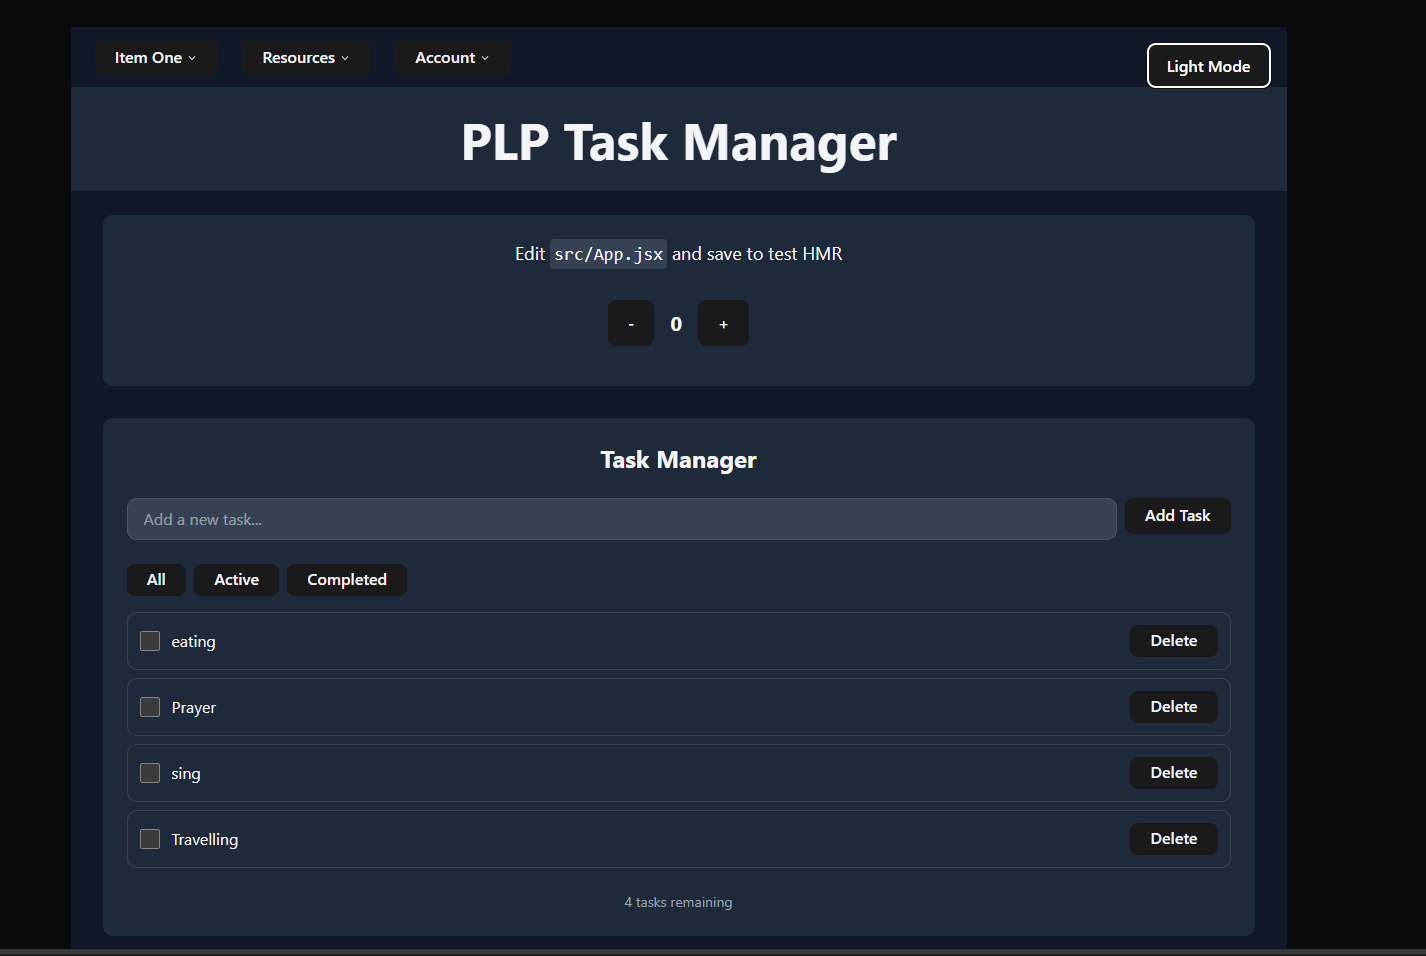 Item One
Resources
Account
Light Mode
PLP Task Manager
Edit src/App.jsx and save to test HMR
- 0 +
Task Manager
Add a new task...
Add Task
All
Active
Completed
eating
Delete
Prayer
Delete
sing
Delete
Travelling
Delete
4 tasks remaining